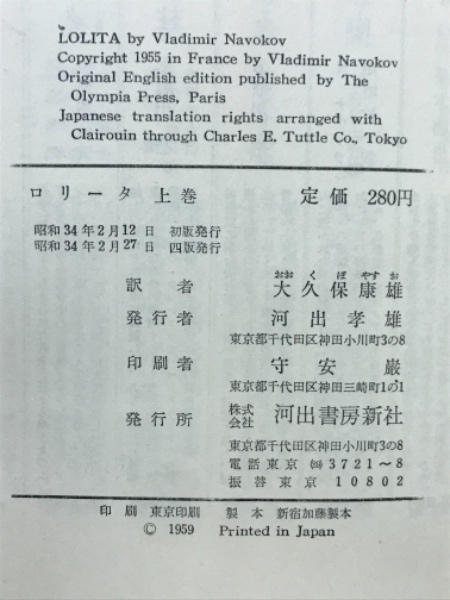 LOLITA by Vladimir Navokov
Copyright 1955 in France by Vladimir Navokov
Original English edition published by The
Olympia Press, Paris
Japanese translation rights arranged with
Clairouin through Charles E. Tuttle Co., Tokyo
ロリータ 上巻 定価 280円
昭和34年2月12日 初版発行
昭和34年2月27日 四版発行
おお く ぼ やす お
訳者 大久保康雄
発行者 河出孝雄
東京都千代田区神田小川町3の8
印刷者 守安巌
東京都千代田区神田三崎町1の1
発行所 株式会社 河出書房新社
東京都千代田区神田小川町3の8
電話東京 ㈙ 3721〜8
振替東京 10802
印刷 東京印刷 製本 新宿加藤製本
© 1959 Printed in Japan